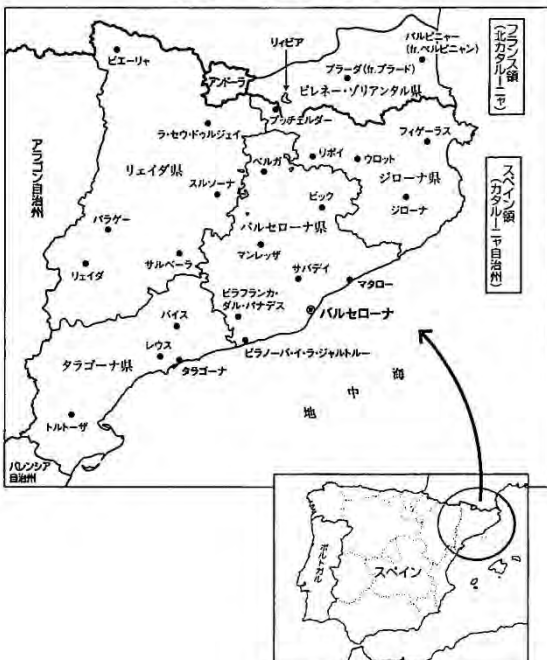 フランス領
(北カタルーニャ)
パルピニャー
(fr.ペルピニャン)
リィビア
ビエーリャ
プラーダ(fr.プラード)
アンドーラ
ピレネー・ゾリアンタル県
プッチェルダー
ラ・セウ・ドゥルジェイ
フィゲーラス
アラゴン自治州
リポイ
ウロット
ベルガ
リェイダ県
ジローナ県
スペイン領
(カタルーニャ自治州)
スルソーナ
ビック
ジローナ
バラゲー
バルセローナ県
マンレッザ
サルベーラ
サバデイ
リェイダ
マタロー
ビラフランカ・
ダル・パナデス
バルセローナ
バイス
レウス
ビラノーバ・イ・ラ・ジャルトルー
タラゴーナ県
タラゴーナ
地中海
トルトーザ
バレンシア
自治州
ポルトガル
スペイン